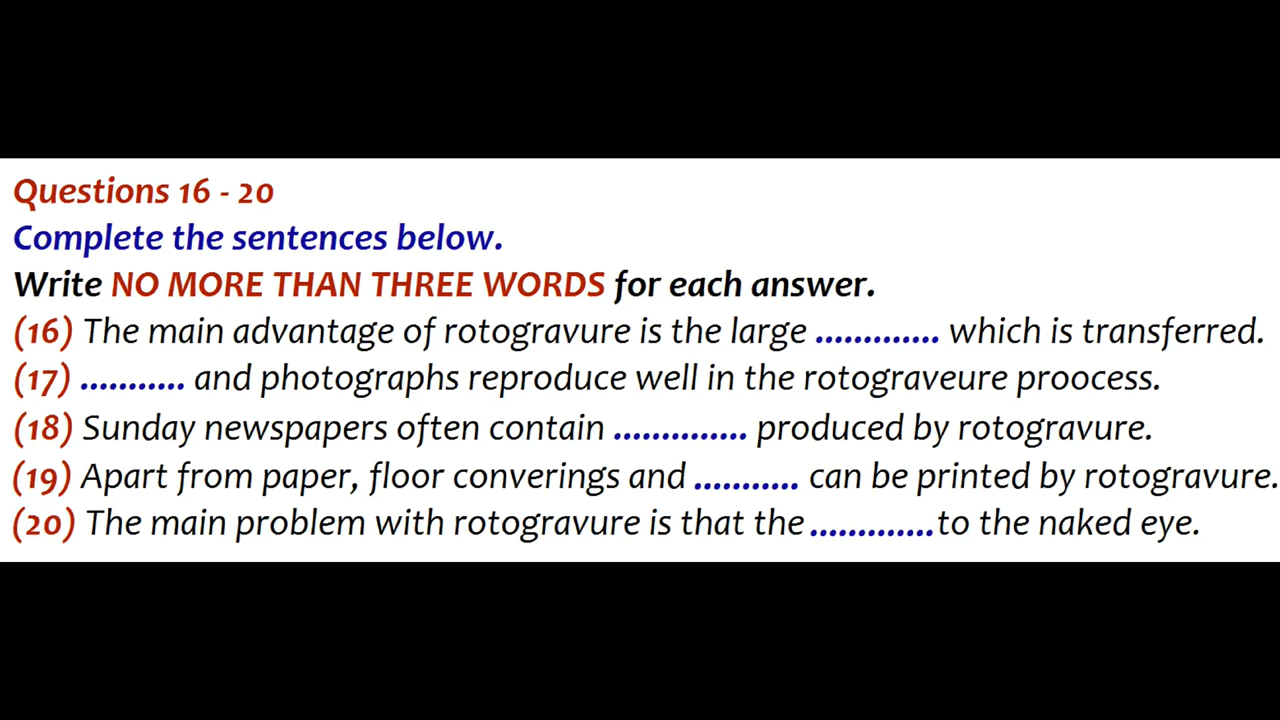 Questions 16 - 20
Complete the sentences below.
Write NO MORE THAN THREE WORDS for each answer.
(16) The main advantage of rotogravure is the large ............. which is transferred.
(17) ........... and photographs reproduce well in the rotograveure proocess.
(18) Sunday newspapers often contain .............. produced by rotogravure.
(19) Apart from paper, floor converings and ........... can be printed by rotogravure.
(20) The main problem with rotogravure is that the ............. to the naked eye.